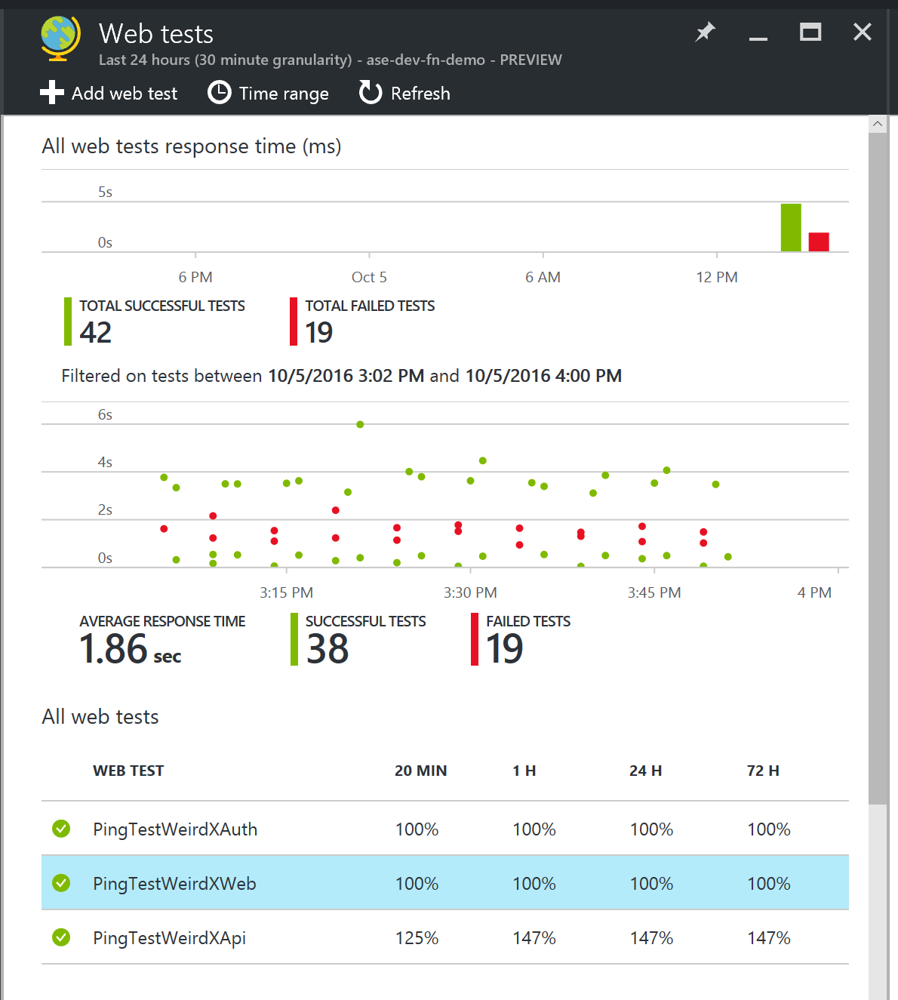 Web tests
Last 24 hours (30 minute granularity) - ase-dev-fn-demo - PREVIEW
Add web test Time range Refresh
All web tests response time (ms)
5s
0s
6 PM Oct 5 6 AM 12 PM
TOTAL SUCCESSFUL TESTS TOTAL FAILED TESTS
42 19
Filtered on tests between 10/5/2016 3:02 PM and 10/5/2016 4:00 PM
6s
4s
2s
0s
3:15 PM 3:30 PM 3:45 PM 4 PM
AVERAGE RESPONSE TIME SUCCESSFUL TESTS FAILED TESTS
1.86 sec 38 19
All web tests
WEB TEST 20 MIN 1 H 24 H 72 H
PingTestWeirdXAuth 100% 100% 100% 100%
PingTestWeirdXWeb 100% 100% 100% 100%
PingTestWeirdXApi 125% 147% 147% 147%